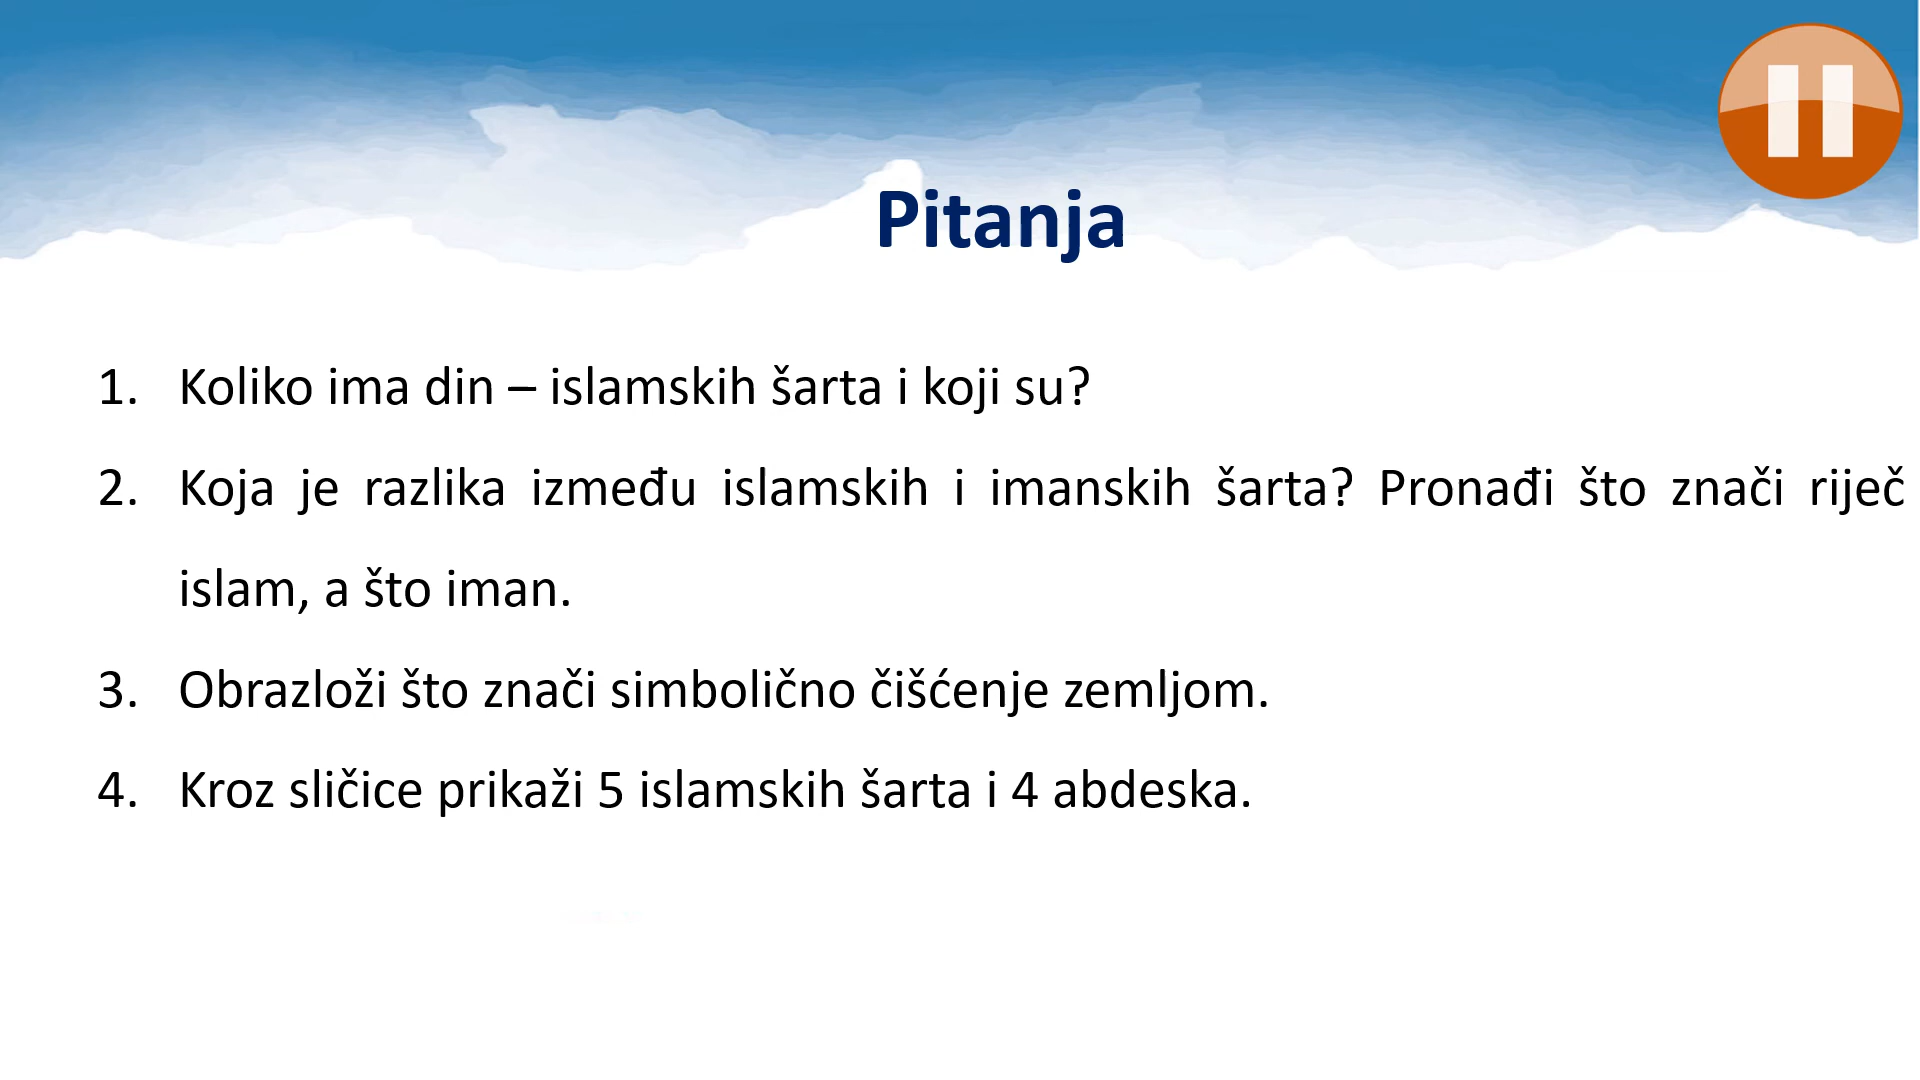 Pitanja
1. Koliko ima din – islamskih šarta i koji su?
2. Koja je razlika između islamskih i imanskih šarta? Pronađi što znači riječ
islam, a što iman.
3. Obrazloži što znači simbolično čišćenje zemljom.
4. Kroz sličice prikaži 5 islamskih šarta i 4 abdeska.